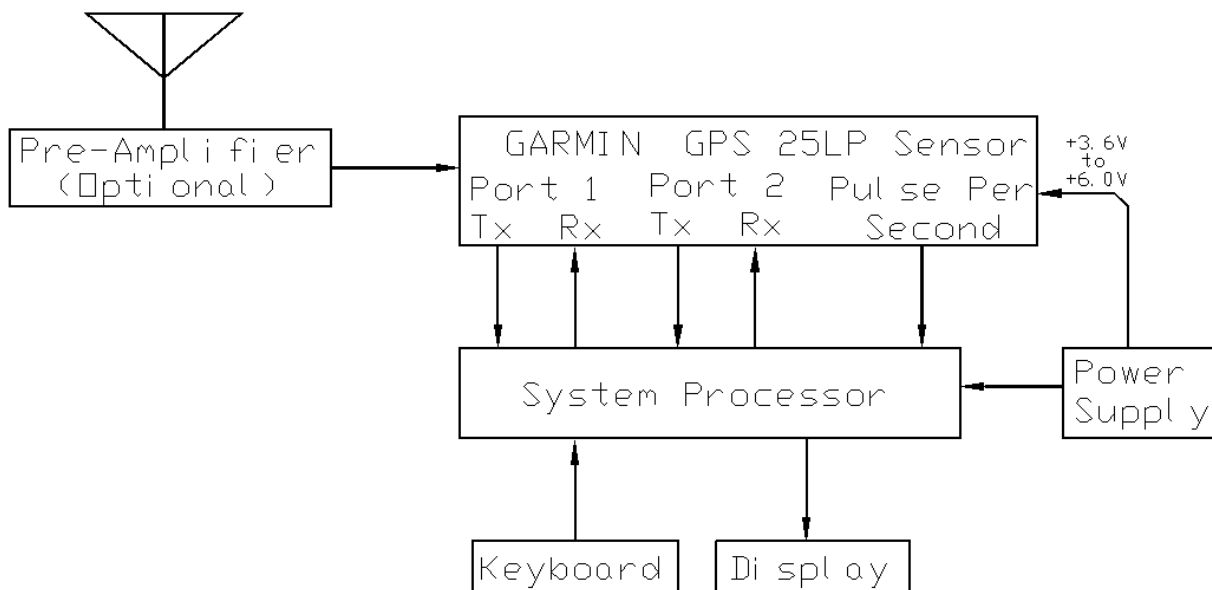 Pre-Amplifier
(Optional)
GARMIN GPS 25LP Sensor
Port 1 Port 2 Pulse Per
Tx Rx Tx Rx Second
+3.6V
to
+6.0V
System Processor
Power
Supply
Keyboard
Display